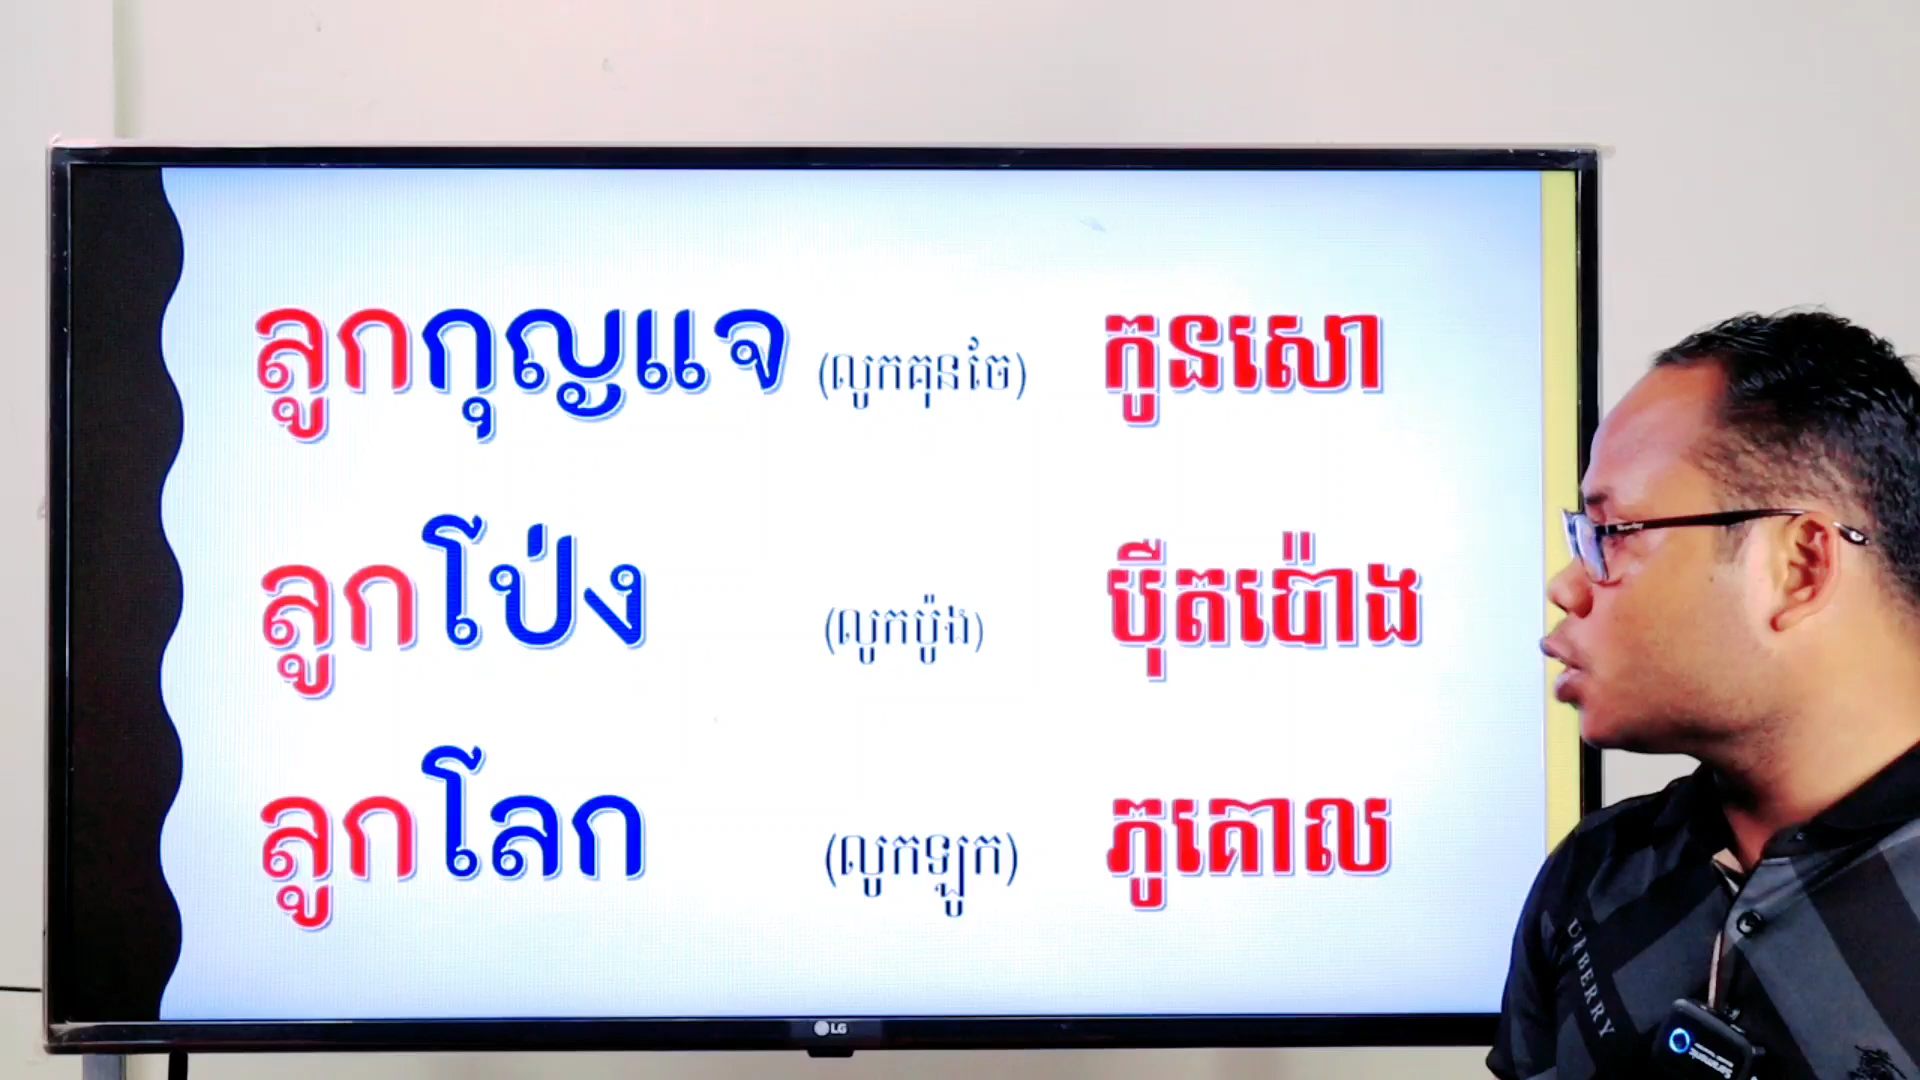 ลูกกุญแจ (លូកគុនចែ) កូនសោ
ลูกโป่ง (លូកប៉ូង) ប៉ឺតប៉ោង
ลูกโลก (លូកឡូក) ភូគោល
LG